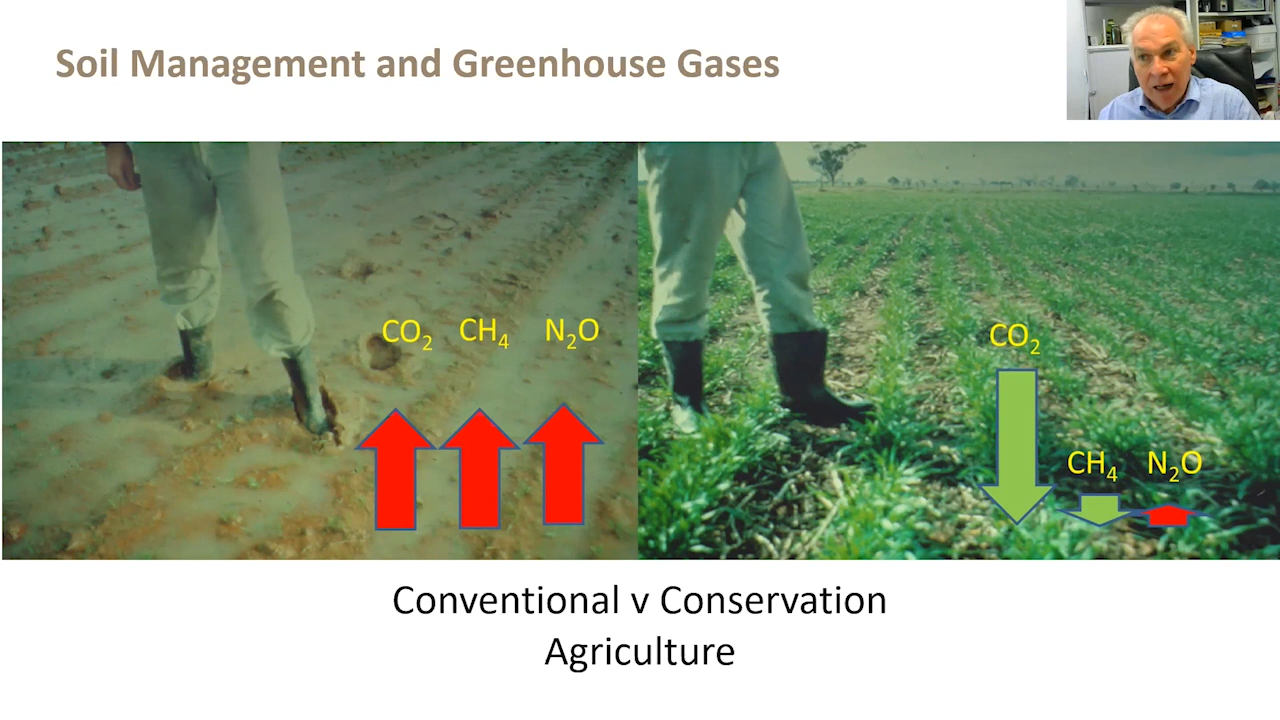 Soil Management and Greenhouse Gases
CO₂ CH₄ N₂O
CO₂
CH₄ N₂O
Conventional v Conservation
Agriculture